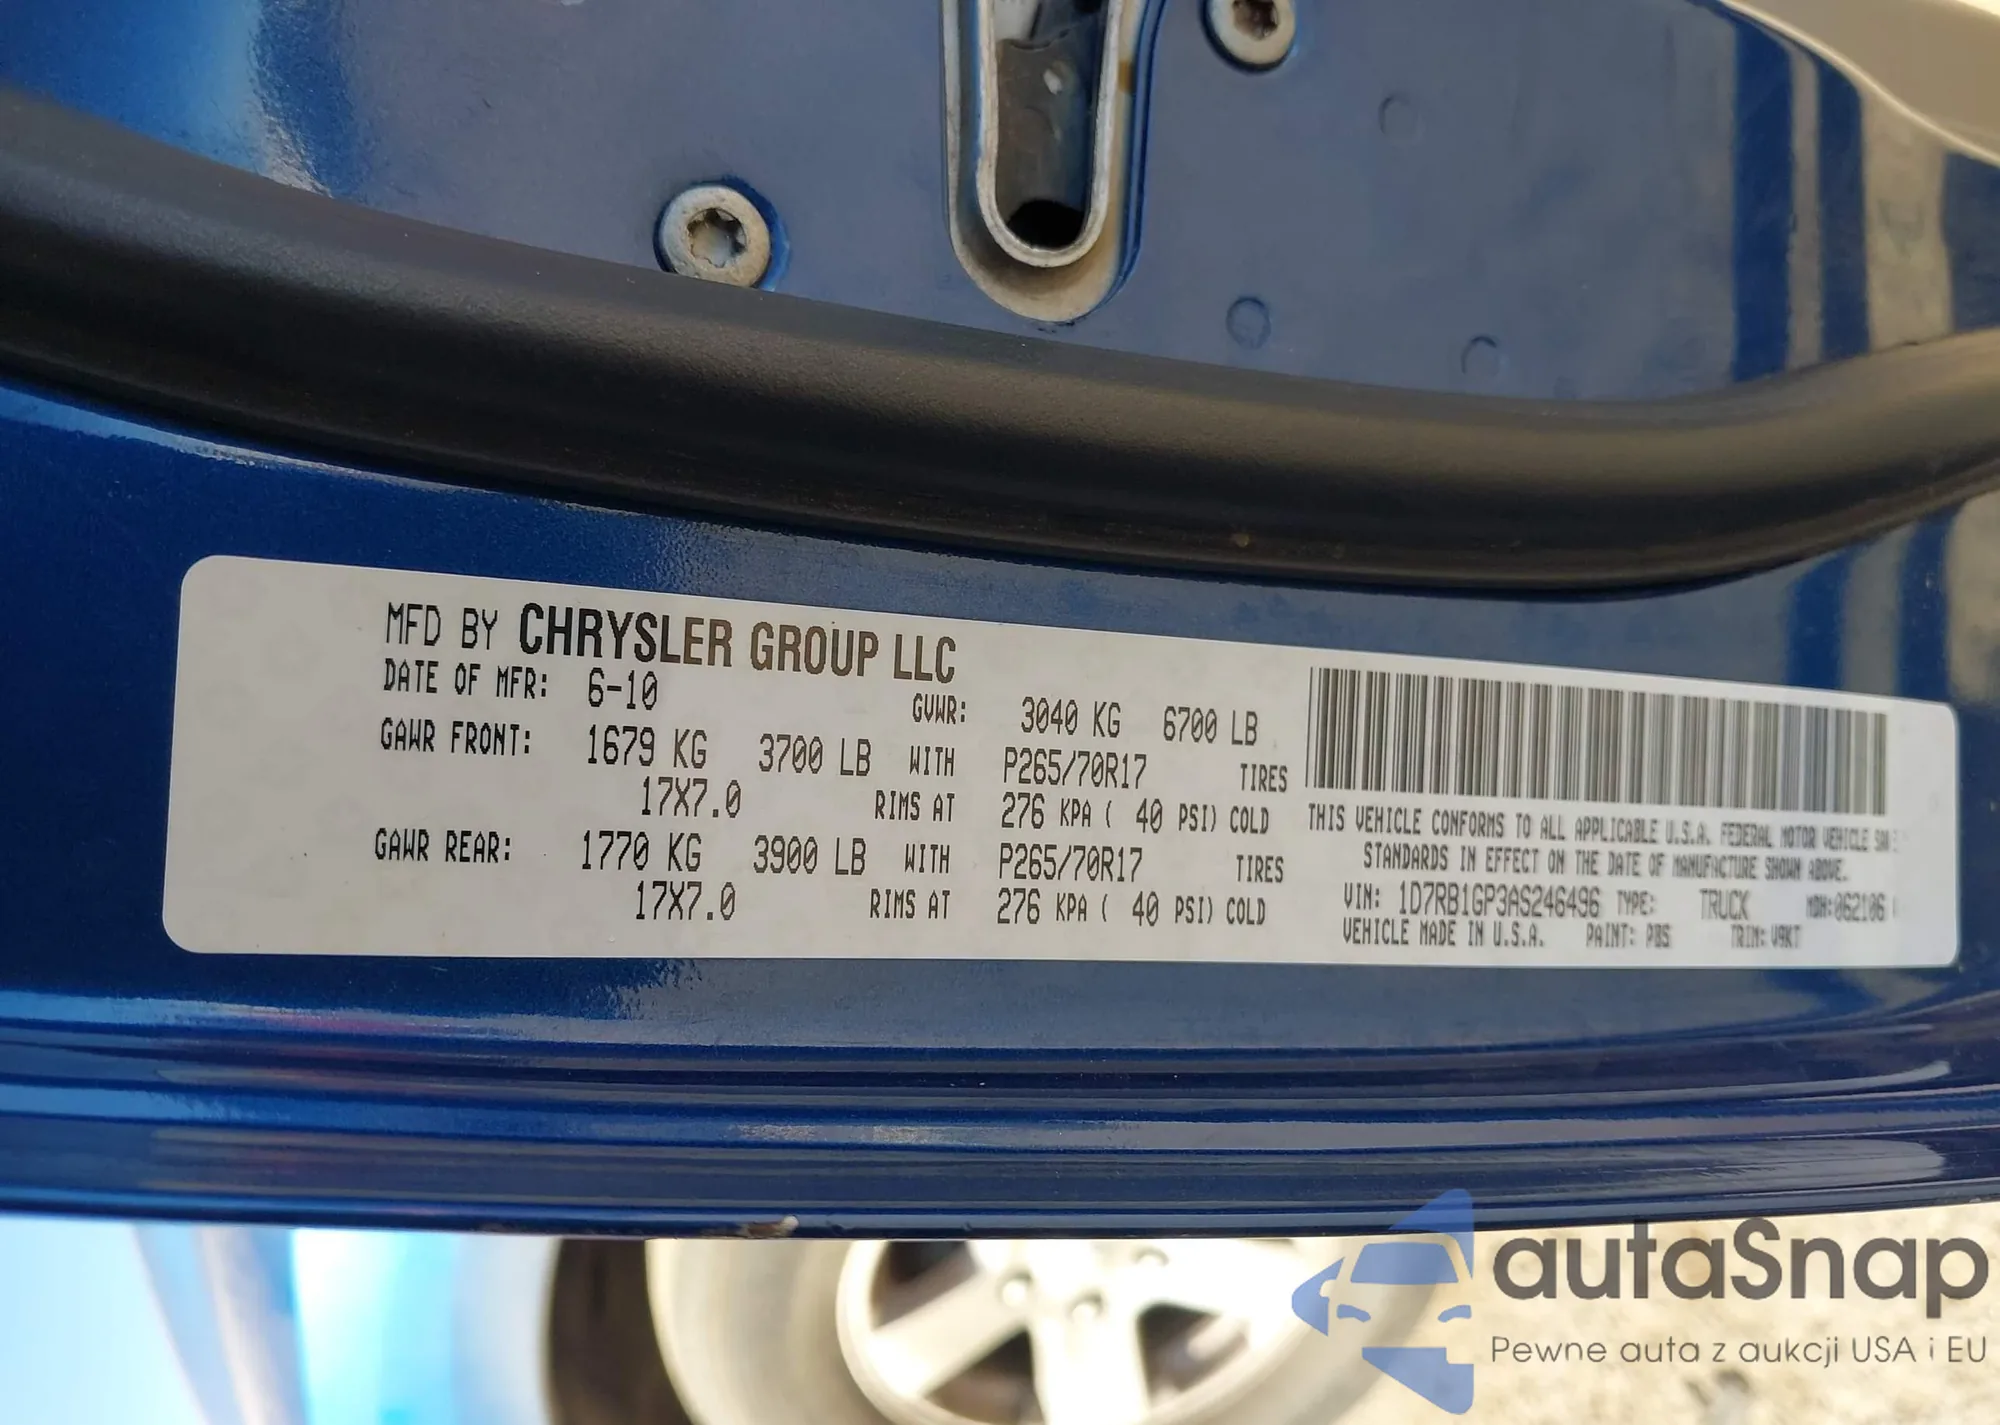 MFD BY CHRYSLER GROUP LLC
DATE OF MFR: 6-10 GVWR: 3040 KG 6700 LB
GAWR FRONT: 1679 KG 3700 LB WITH P265/70R17 TIRES
17X7.0 RIMS AT 276 KPA ( 40 PSI) COLD
GAWR REAR: 1770 KG 3900 LB WITH P265/70R17 TIRES
17X7.0 RIMS AT 276 KPA ( 40 PSI) COLD
THIS VEHICLE CONFORMS TO ALL APPLICABLE U.S.A. FEDERAL MOTOR VEHICLE
STANDARDS IN EFFECT ON THE DATE OF MANUFACTURE SHOWN ABOVE.
VIN: 1D7RB1GP3AS246496 TYPE: TRUCK MDH:062106
VEHICLE MADE IN U.S.A. PAINT: PBS TRIM: V9KT
autaSnap
Pewne auta z aukcji USA i EU